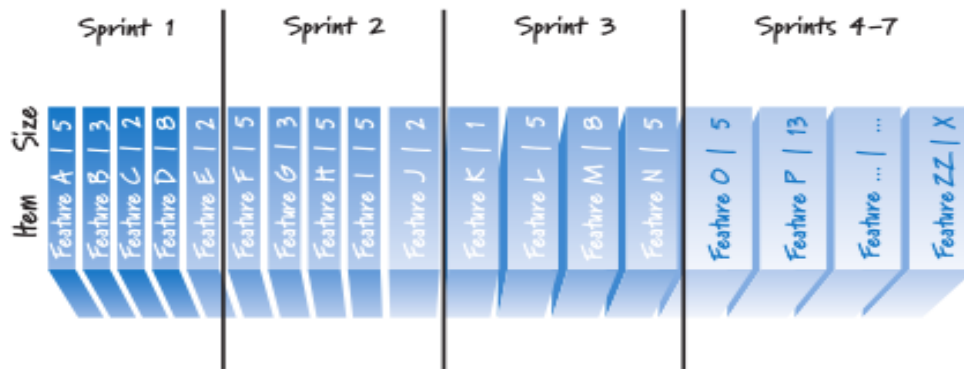 Sprint 1 Sprint 2 Sprint 3 Sprints 4-7
Item | Size
Feature A | 5
Feature B | 3
Feature C | 2
Feature D | 8
Feature E | 2
Feature F | 5
Feature G | 3
Feature H | 5
Feature I | 5
Feature J | 2
Feature K | 1
Feature L | 5
Feature M | 8
Feature N | 5
Feature O | 5
Feature P | 13
Feature ... | ...
Feature ZZ | X